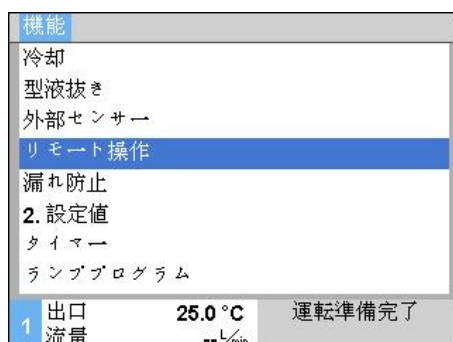 機能
冷却
型液抜き
外部センサー
リモート操作
漏れ防止
2. 設定値
タイマー
ランププログラム
1 出口 25.0 °C 運転準備完了
流量 -- L/min